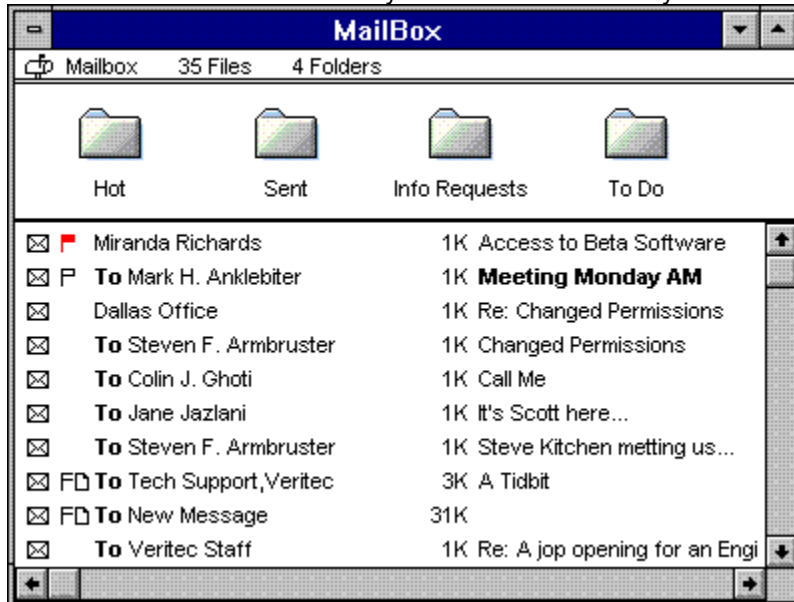 MailBox
Mailbox 35 Files 4 Folders
Hot Sent Info Requests To Do
Miranda Richards 1K Access to Beta Software
To Mark H. Anklebiter 1K Meeting Monday AM
Dallas Office 1K Re: Changed Permissions
To Steven F. Armbruster 1K Changed Permissions
To Colin J. Ghoti 1K Call Me
To Jane Jazlani 1K It's Scott here...
To Steven F. Armbruster 1K Steve Kitchen metting us...
To Tech Support,Veritec 3K A Tidbit
To New Message 31K
To Veritec Staff 1K Re: A jop opening for an Engi